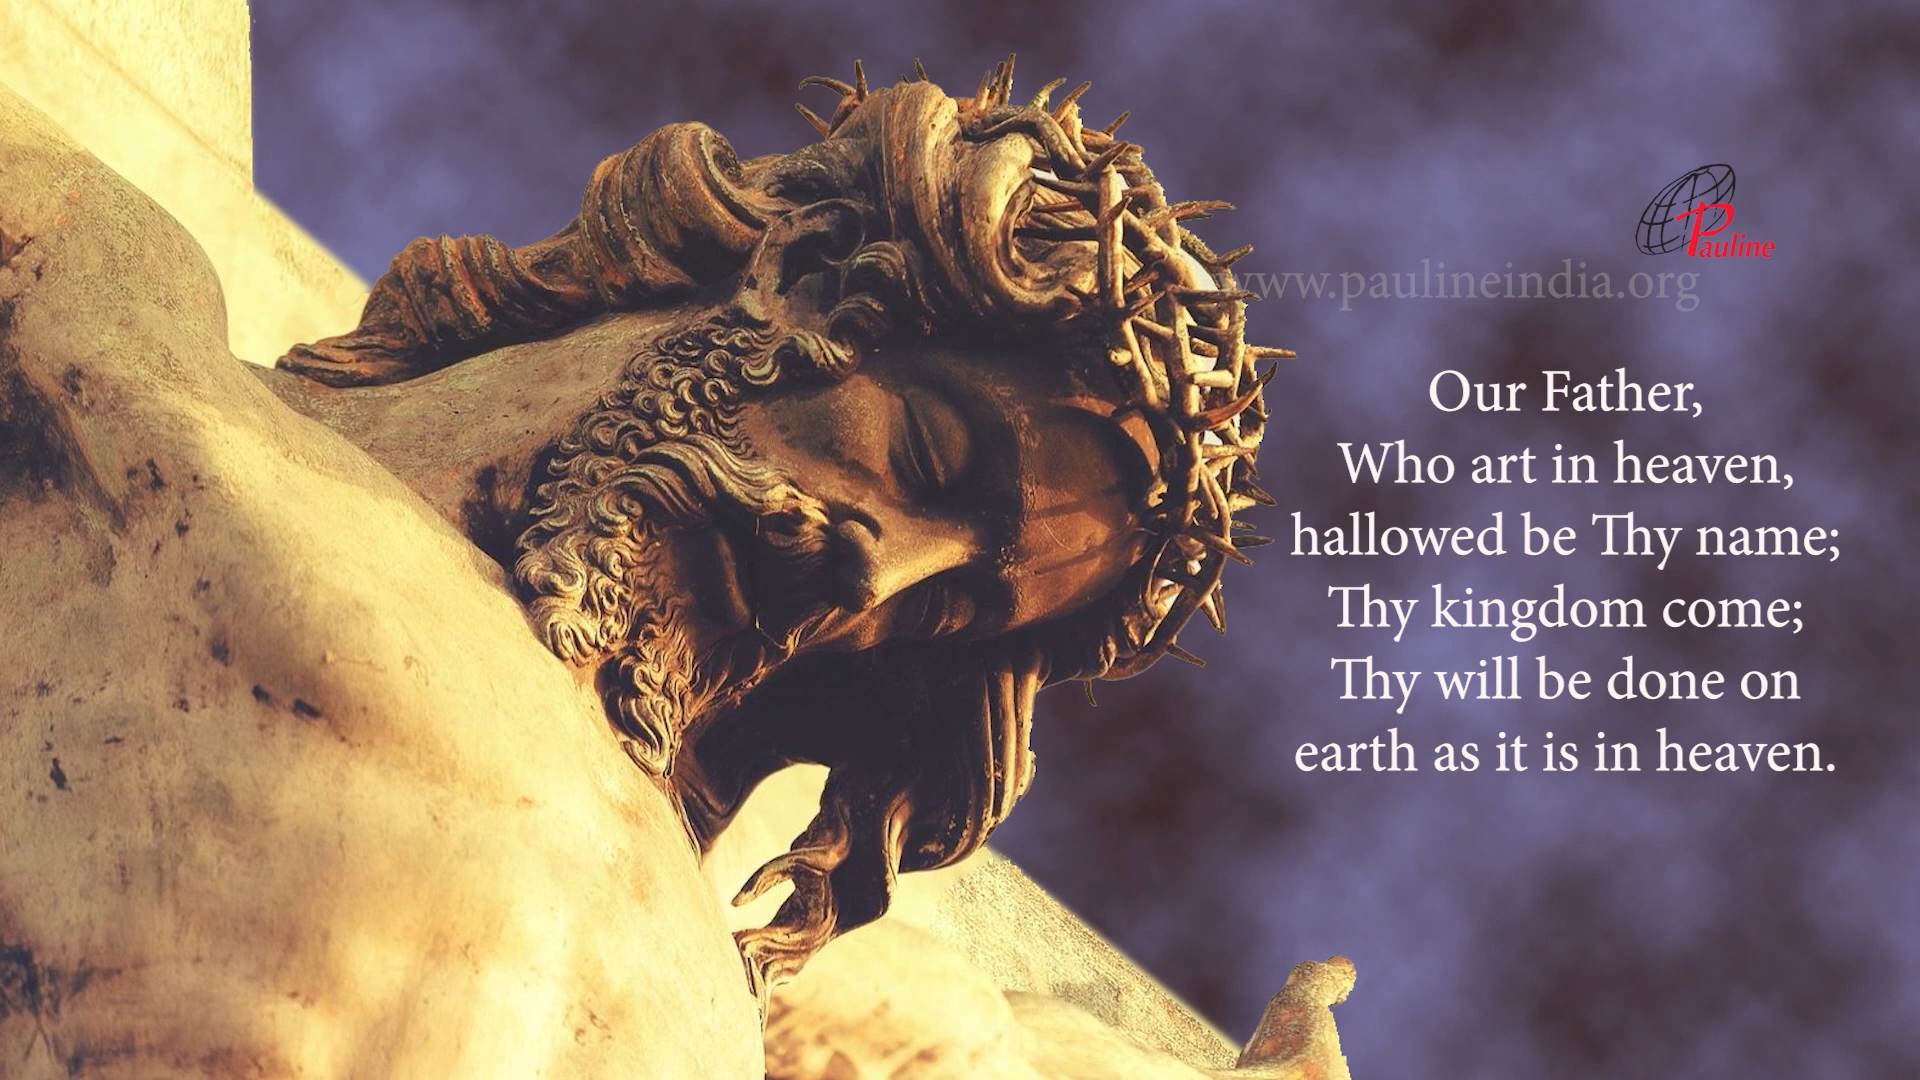 Pauline
www.paulineindia.org
Our Father,
Who art in heaven,
hallowed be Thy name;
Thy kingdom come;
Thy will be done on
earth as it is in heaven.